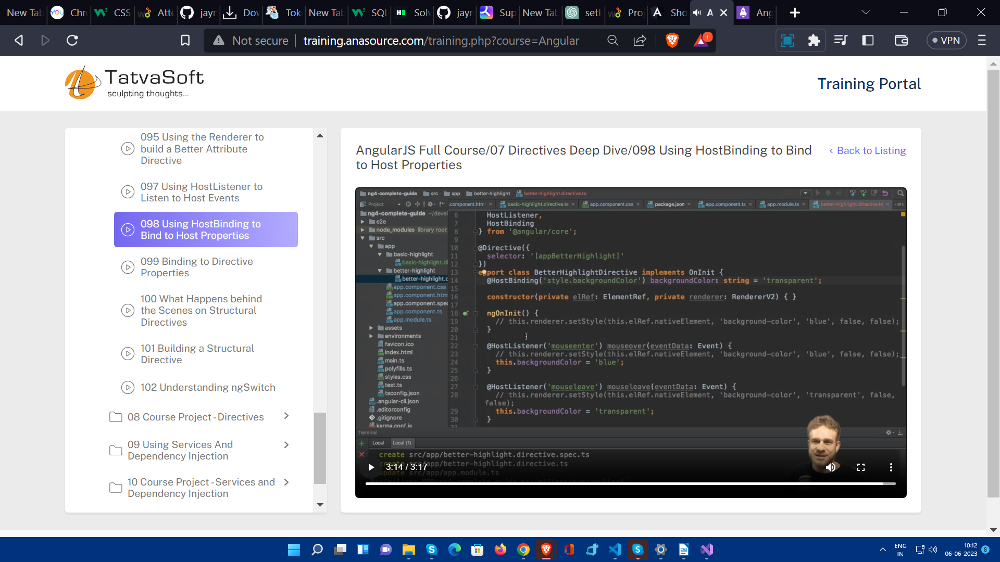 New Tab
Chr
CSS
Atte
jayr
Dov
Tok
New Tab
SQL
Solv
jayr
Sup
New Tab
setI
Proj
Sho
A
Ang
Not secure
training.anasource.com/training.php?course=Angular
1
VPN
TatvaSoft
sculpting thoughts...
Training Portal
095 Using the Renderer to
build a Better Attribute
Directive
097 Using HostListener to
Listen to Host Events
098 Using HostBinding to
Bind to Host Properties
099 Binding to Directive
Properties
100 What Happens behind
the Scenes on Structural
Directives
101 Building a Structural
Directive
102 Understanding ngSwitch
08 Course Project - Directives
09 Using Services And
Dependency Injection
10 Course Project - Services and
Dependency Injection
AngularJS Full Course/07 Directives Deep Dive/098 Using HostBinding to Bind
to Host Properties
‹ Back to Listing
ng4-complete-guide src app better-highlight better-highlight.directive.ts
Project
.component.html basic-highlight.directive.ts app.component.css package.json app.component.ts app.module.ts better-highlight.directive.ts
ng4-complete-guide ~/devel
e2e
node_modules library root
src
app
basic-highlight
basic-highlight.di
better-highlight
better-highlight.c
app.component.css
app.component.htm
app.component.spec
app.component.ts
app.module.ts
assets
environments
favicon.ico
index.html
main.ts
polyfills.ts
styles.css
test.ts
tsconfig.json
.angular-cli.json
.editorconfig
.gitignore
karma.conf.js
6 HostListener,
7 HostBinding
8 } from '@angular/core';
9
10 @Directive({
11 selector: '[appBetterHighlight]'
12 })
13 export class BetterHighlightDirective implements OnInit {
14 @HostBinding('style.backgroundColor') backgroundColor: string = 'transparent';
15
16 constructor(private elRef: ElementRef, private renderer: RendererV2) { }
17
18 ngOnInit() {
19 // this.renderer.setStyle(this.elRef.nativeElement, 'background-color', 'blue', false, false);
20 }
21
22 @HostListener('mouseenter') mouseover(eventData: Event) {
23 // this.renderer.setStyle(this.elRef.nativeElement, 'background-color', 'blue', false, false);
24 this.backgroundColor = 'blue';
25 }
26
27 @HostListener('mouseleave') mouseleave(eventData: Event) {
28 // this.renderer.setStyle(this.elRef.nativeElement, 'background-color', 'transparent', false,
false);
29 this.backgroundColor = 'transparent';
30 }
Terminal
Local Local (1)
create src/app/better-highlight.directive.spec.ts
create src/app/better-highlight.directive.ts
update src/app/app.module.ts
3:14 / 3:17
ENG
IN
10:12
06-06-2023
8